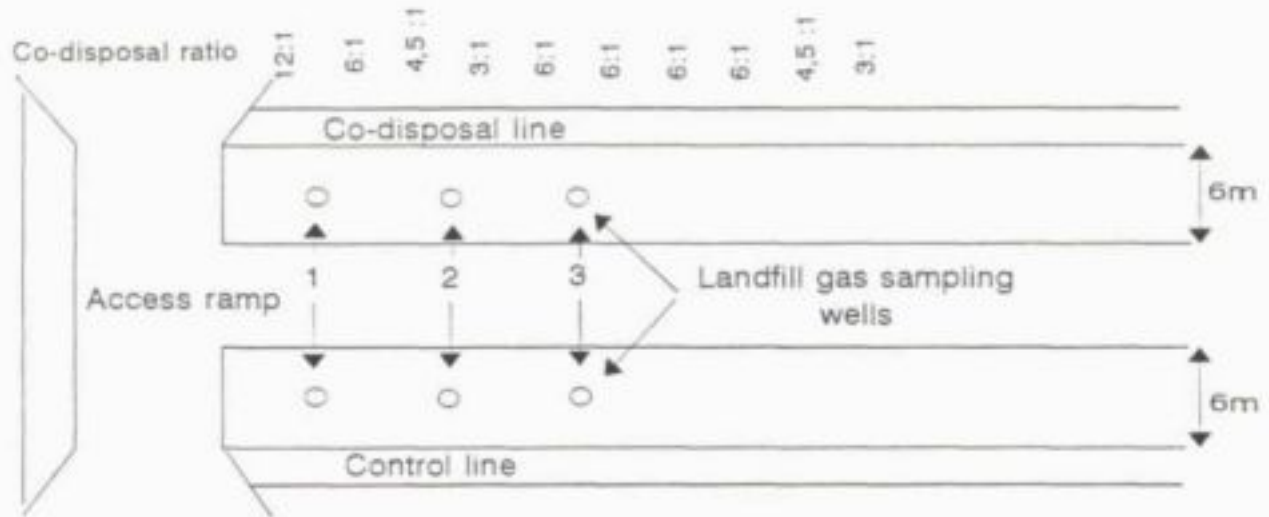 Co-disposal ratio
12:1 6:1 4,5 :1 3:1 6:1 6:1 6:1 6:1 4,5 :1 3:1
Co-disposal line
6m
1 2 3
Landfill gas sampling
wells
Access ramp
6m
Control line